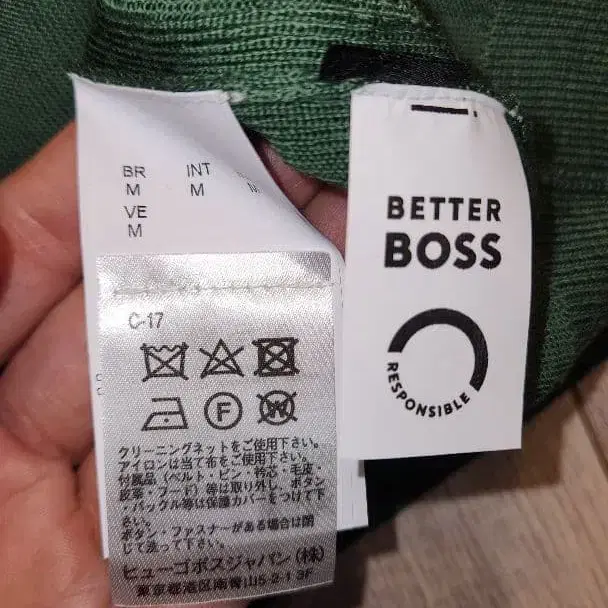 BR INT
M M
VE
M
BETTER
BOSS
RESPONSIBLE
C-17
F W
クリーニングネットをご使用下さい。
アイロンは当て布をご使用下さい。
付属品(ベルト・ピン・衿芯・毛皮・
皮革・フード)等は取り外し、ボタン
・バックル等は保護カバーをつけて下
さい。
ボタン・ファスナーがある場合は閉
じて洗って下さい。
ヒューゴボスジャパン(株)
東京都港区南青山5-2-1 3F